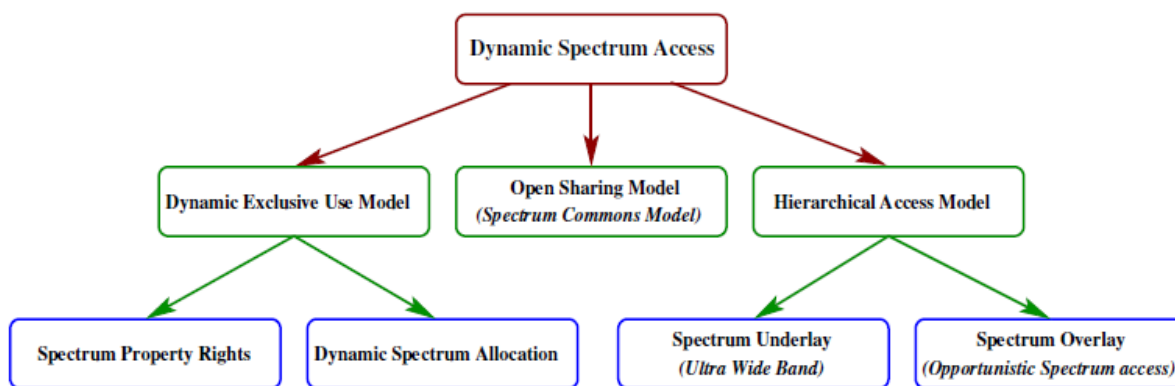 Dynamic Spectrum Access
Dynamic Exclusive Use Model
Open Sharing Model
(Spectrum Commons Model)
Hierarchical Access Model
Spectrum Property Rights
Dynamic Spectrum Allocation
Spectrum Underlay
(Ultra Wide Band)
Spectrum Overlay
(Opportunistic Spectrum access)